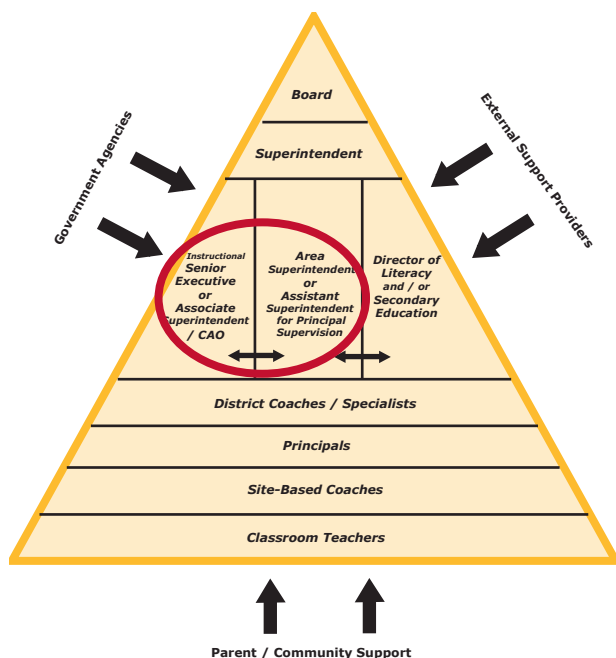 Board
Superintendent
Government Agencies
External Support Providers
Instructional
Senior
Executive
or
Associate
Superintendent
/ CAO
Area
Superintendent
or
Assistant
Superintendent
for Principal
Supervision
Director of
Literacy
and / or
Secondary
Education
District Coaches / Specialists
Principals
Site-Based Coaches
Classroom Teachers
Parent / Community Support